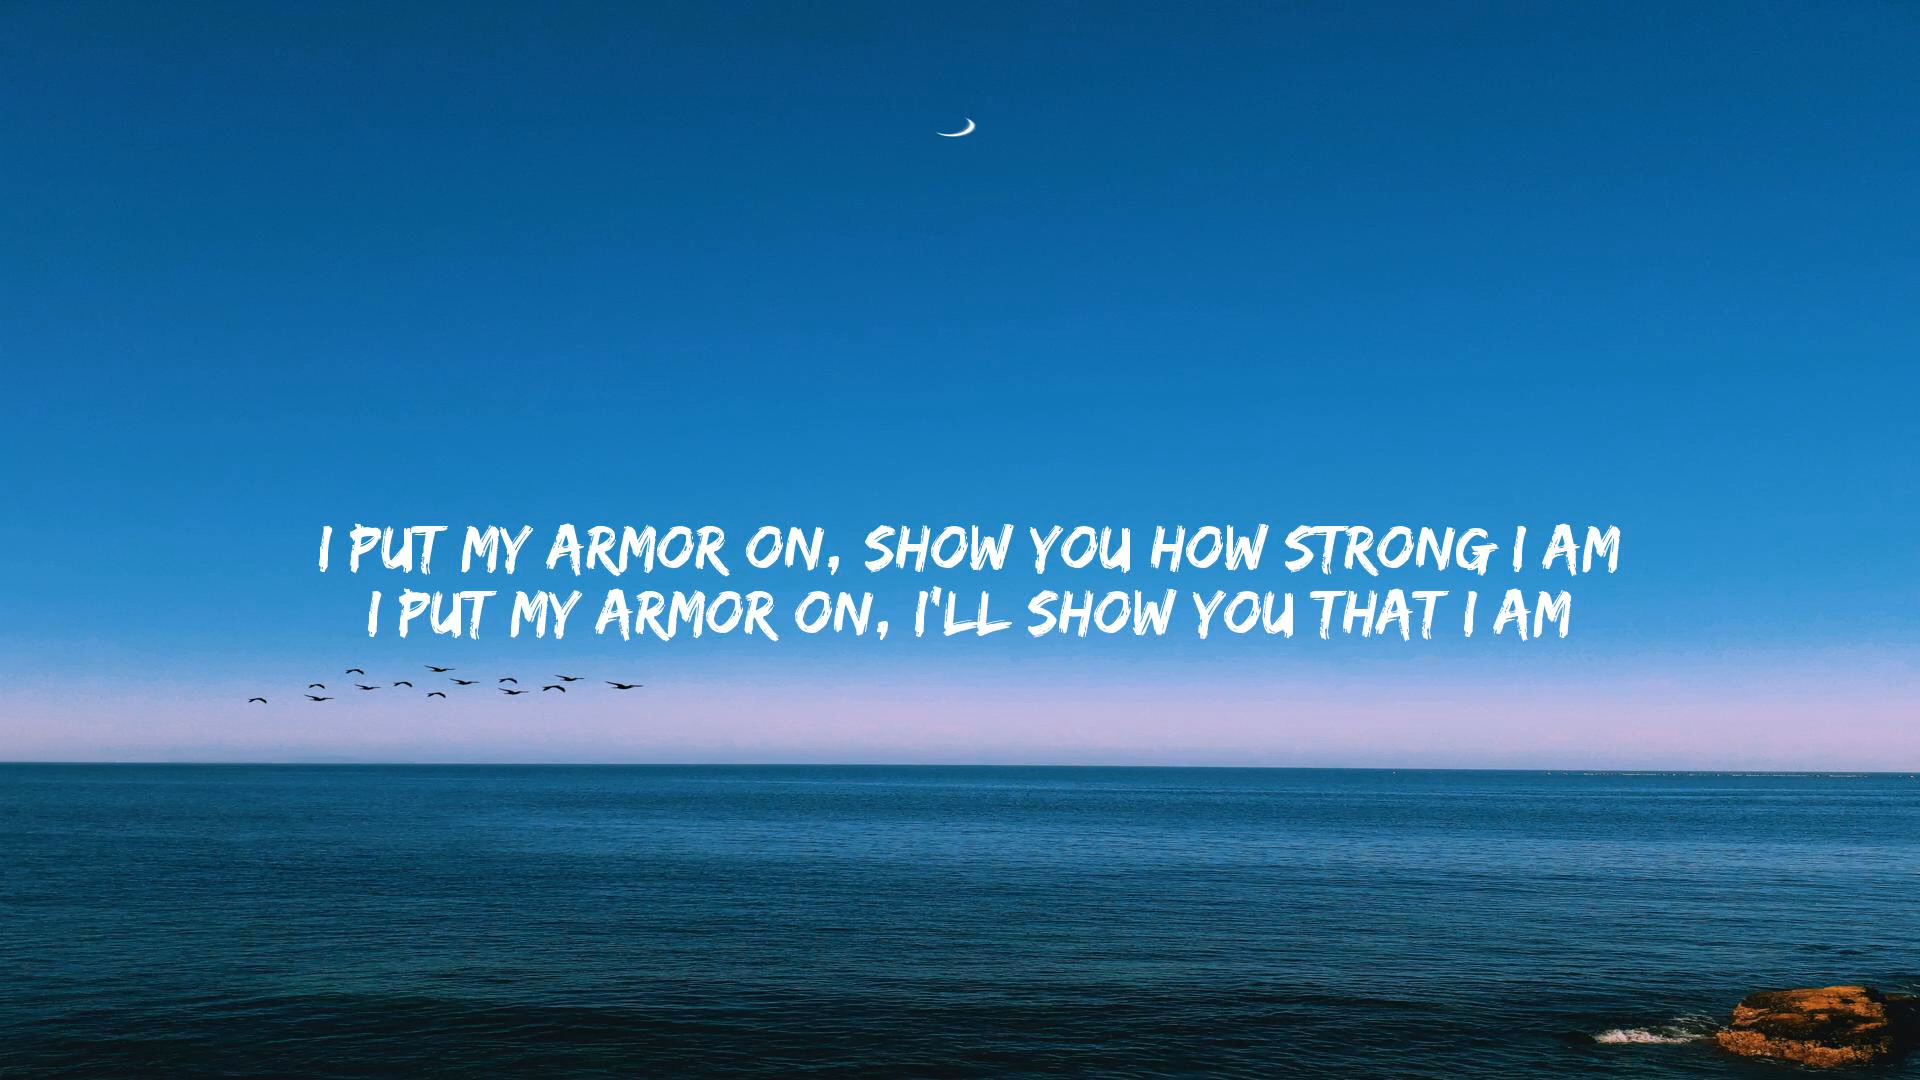 I PUT MY ARMOR ON, SHOW YOU HOW STRONG I AM
I PUT MY ARMOR ON, I'LL SHOW YOU THAT I AM